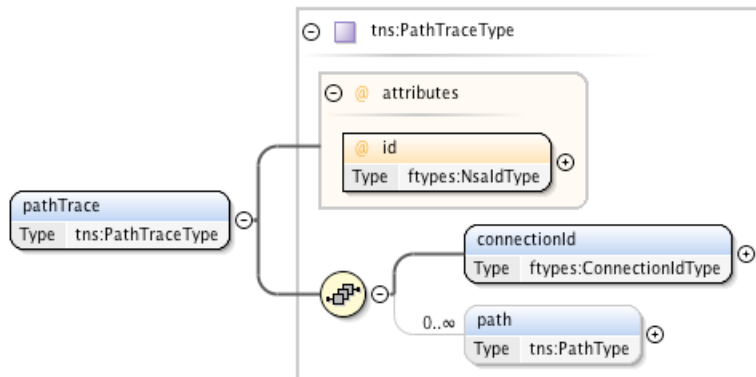 tns:PathTraceType
@ attributes
@ id
Type ftypes:NsaIdType
pathTrace
Type tns:PathTraceType
connectionId
Type ftypes:ConnectionIdType
0..∞
path
Type tns:PathType